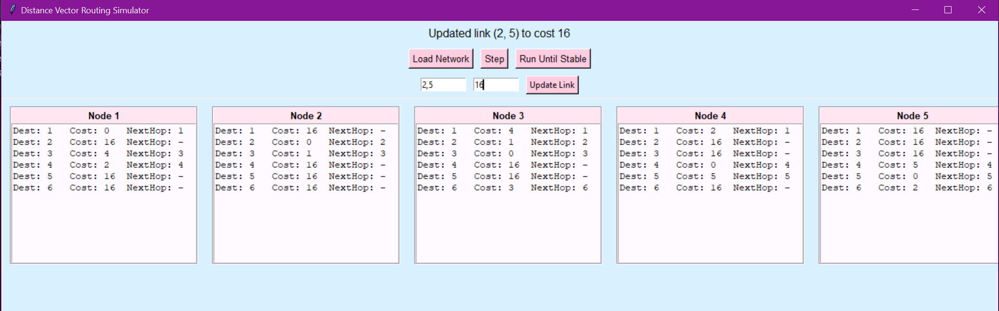 Distance Vector Routing Simulator
Updated link (2, 5) to cost 16
Load Network Step Run Until Stable
2,5 16 Update Link
Node 1
Dest: 1 Cost: 0 NextHop: 1
Dest: 2 Cost: 16 NextHop: -
Dest: 3 Cost: 4 NextHop: 3
Dest: 4 Cost: 2 NextHop: 4
Dest: 5 Cost: 16 NextHop: -
Dest: 6 Cost: 16 NextHop: -
Node 2
Dest: 1 Cost: 16 NextHop: -
Dest: 2 Cost: 0 NextHop: 2
Dest: 3 Cost: 1 NextHop: 3
Dest: 4 Cost: 16 NextHop: -
Dest: 5 Cost: 16 NextHop: -
Dest: 6 Cost: 16 NextHop: -
Node 3
Dest: 1 Cost: 4 NextHop: 1
Dest: 2 Cost: 1 NextHop: 2
Dest: 3 Cost: 0 NextHop: 3
Dest: 4 Cost: 16 NextHop: -
Dest: 5 Cost: 16 NextHop: -
Dest: 6 Cost: 3 NextHop: 6
Node 4
Dest: 1 Cost: 2 NextHop: 1
Dest: 2 Cost: 16 NextHop: -
Dest: 3 Cost: 16 NextHop: -
Dest: 4 Cost: 0 NextHop: 4
Dest: 5 Cost: 5 NextHop: 5
Dest: 6 Cost: 16 NextHop: -
Node 5
Dest: 1 Cost: 16 NextHop: -
Dest: 2 Cost: 16 NextHop: -
Dest: 3 Cost: 16 NextHop: -
Dest: 4 Cost: 5 NextHop: 4
Dest: 5 Cost: 0 NextHop: 5
Dest: 6 Cost: 2 NextHop: 6